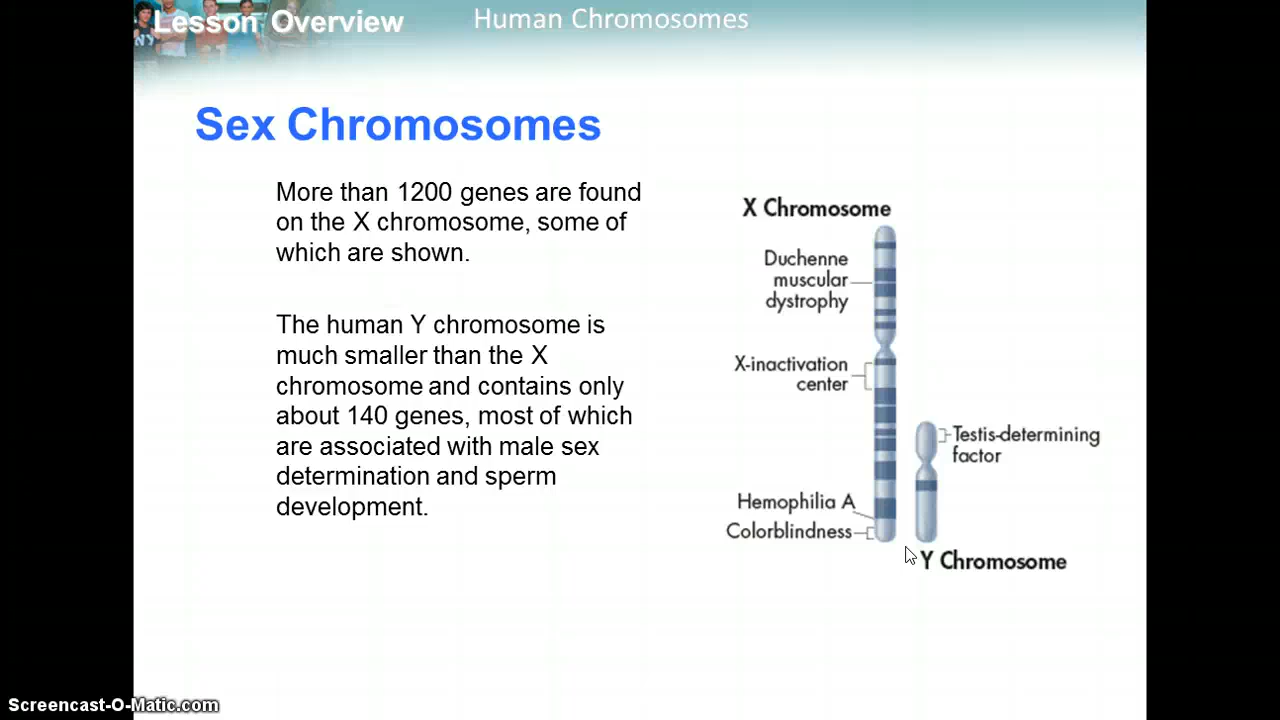 Lesson Overview
Human Chromosomes
Sex Chromosomes
More than 1200 genes are found
on the X chromosome, some of
which are shown.
The human Y chromosome is
much smaller than the X
chromosome and contains only
about 140 genes, most of which
are associated with male sex
determination and sperm
development.
X Chromosome
Duchenne
muscular
dystrophy
X-inactivation
center
Testis-determining
factor
Hemophilia A
Colorblindness
Y Chromosome
Screencast-O-Matic.com